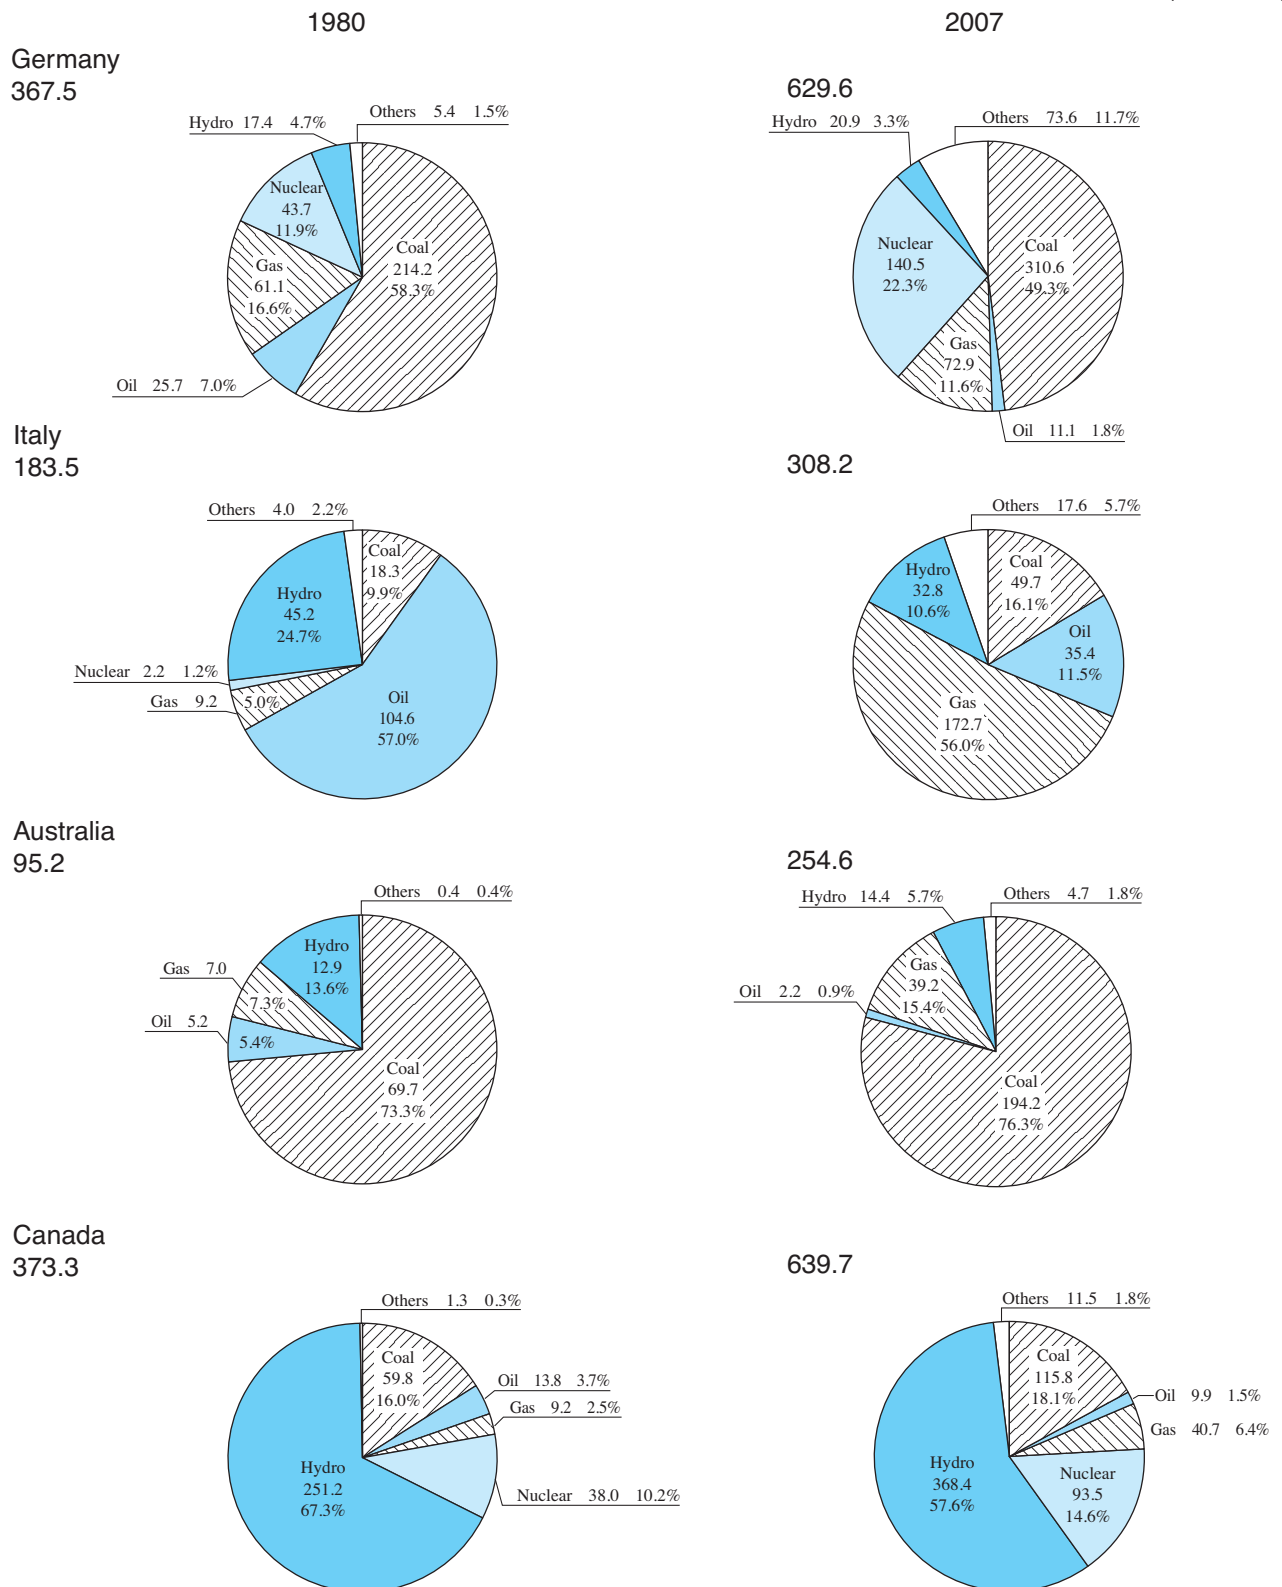 1980
2007
Germany
367.5
Hydro 17.4 4.7%
Others 5.4 1.5%
Nuclear
43.7
11.9%
Gas
61.1
16.6%
Coal
214.2
58.3%
Oil 25.7 7.0%
629.6
Hydro 20.9 3.3%
Others 73.6 11.7%
Nuclear
140.5
22.3%
Coal
310.6
49.3%
Gas
72.9
11.6%
Oil 11.1 1.8%
Italy
183.5
Others 4.0 2.2%
Coal
18.3
9.9%
Hydro
45.2
24.7%
Nuclear 2.2 1.2%
Gas 9.2
5.0%
Oil
104.6
57.0%
308.2
Others 17.6 5.7%
Hydro
32.8
10.6%
Coal
49.7
16.1%
Oil
35.4
11.5%
Gas
172.7
56.0%
Australia
95.2
Others 0.4 0.4%
Hydro
12.9
13.6%
Gas 7.0
7.3%
Oil 5.2
5.4%
Coal
69.7
73.3%
254.6
Hydro 14.4 5.7%
Others 4.7 1.8%
Gas
39.2
15.4%
Oil 2.2 0.9%
Coal
194.2
76.3%
Canada
373.3
Others 1.3 0.3%
Coal
59.8
16.0%
Oil 13.8 3.7%
Gas 9.2 2.5%
Hydro
251.2
67.3%
Nuclear 38.0 10.2%
639.7
Others 11.5 1.8%
Coal
115.8
18.1%
Oil 9.9 1.5%
Gas 40.7 6.4%
Hydro
368.4
57.6%
Nuclear
93.5
14.6%